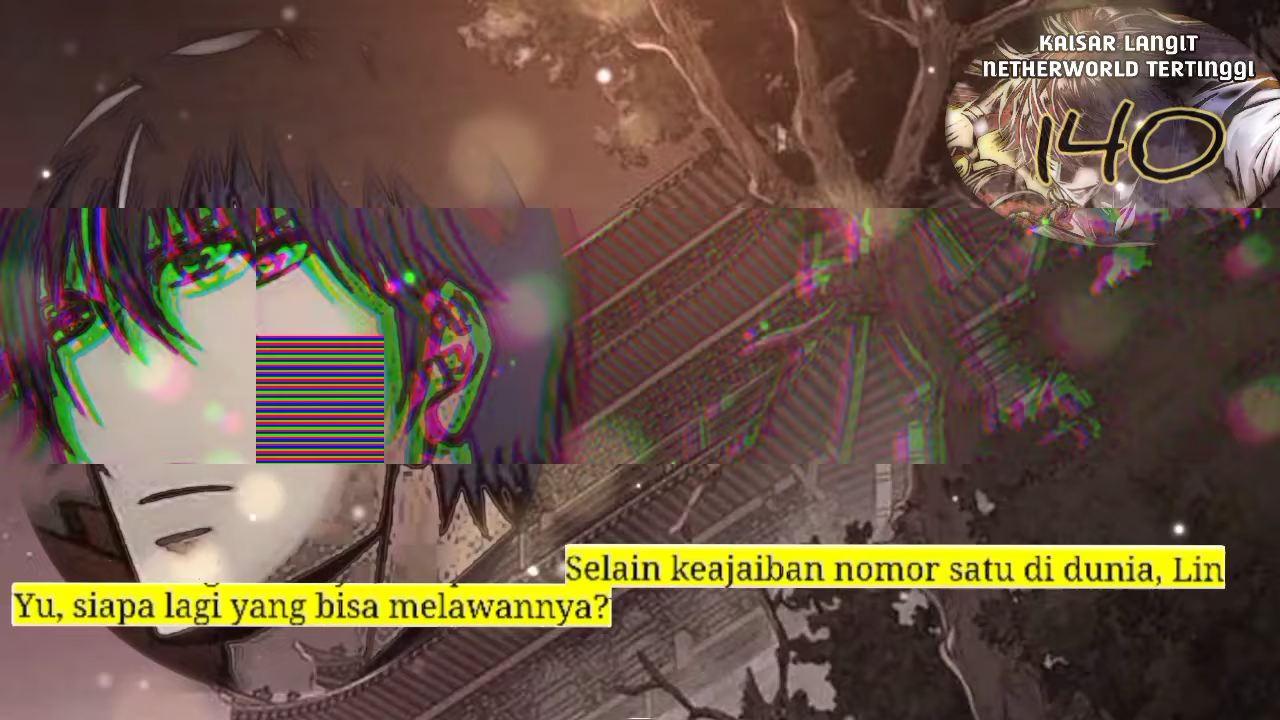 KAISAR LANGIT
NETHERWORLD TERTINGGI
140
Selain keajaiban nomor satu di dunia, Lin
Yu, siapa lagi yang bisa melawannya?